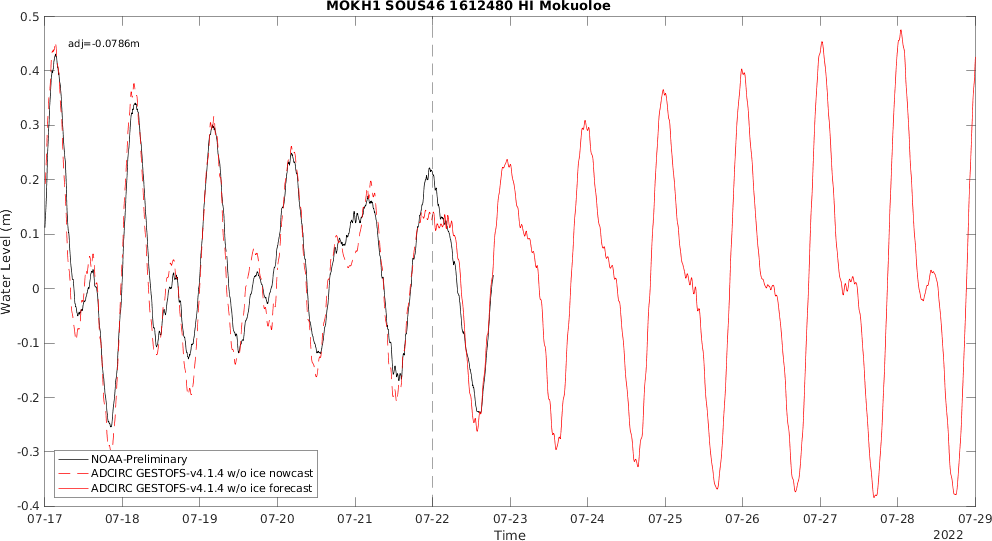 MOKH1 SOUS46 1612480 HI Mokuoloe
adj=-0.0786m
0.5
0.4
0.3
0.2
0.1
0
-0.1
-0.2
-0.3
-0.4
Water Level (m)
NOAA-Preliminary
ADCIRC GESTOFS-v4.1.4 w/o ice nowcast
ADCIRC GESTOFS-v4.1.4 w/o ice forecast
07-17 07-18 07-19 07-20 07-21 07-22 07-23 07-24 07-25 07-26 07-27 07-28 07-29
Time
2022